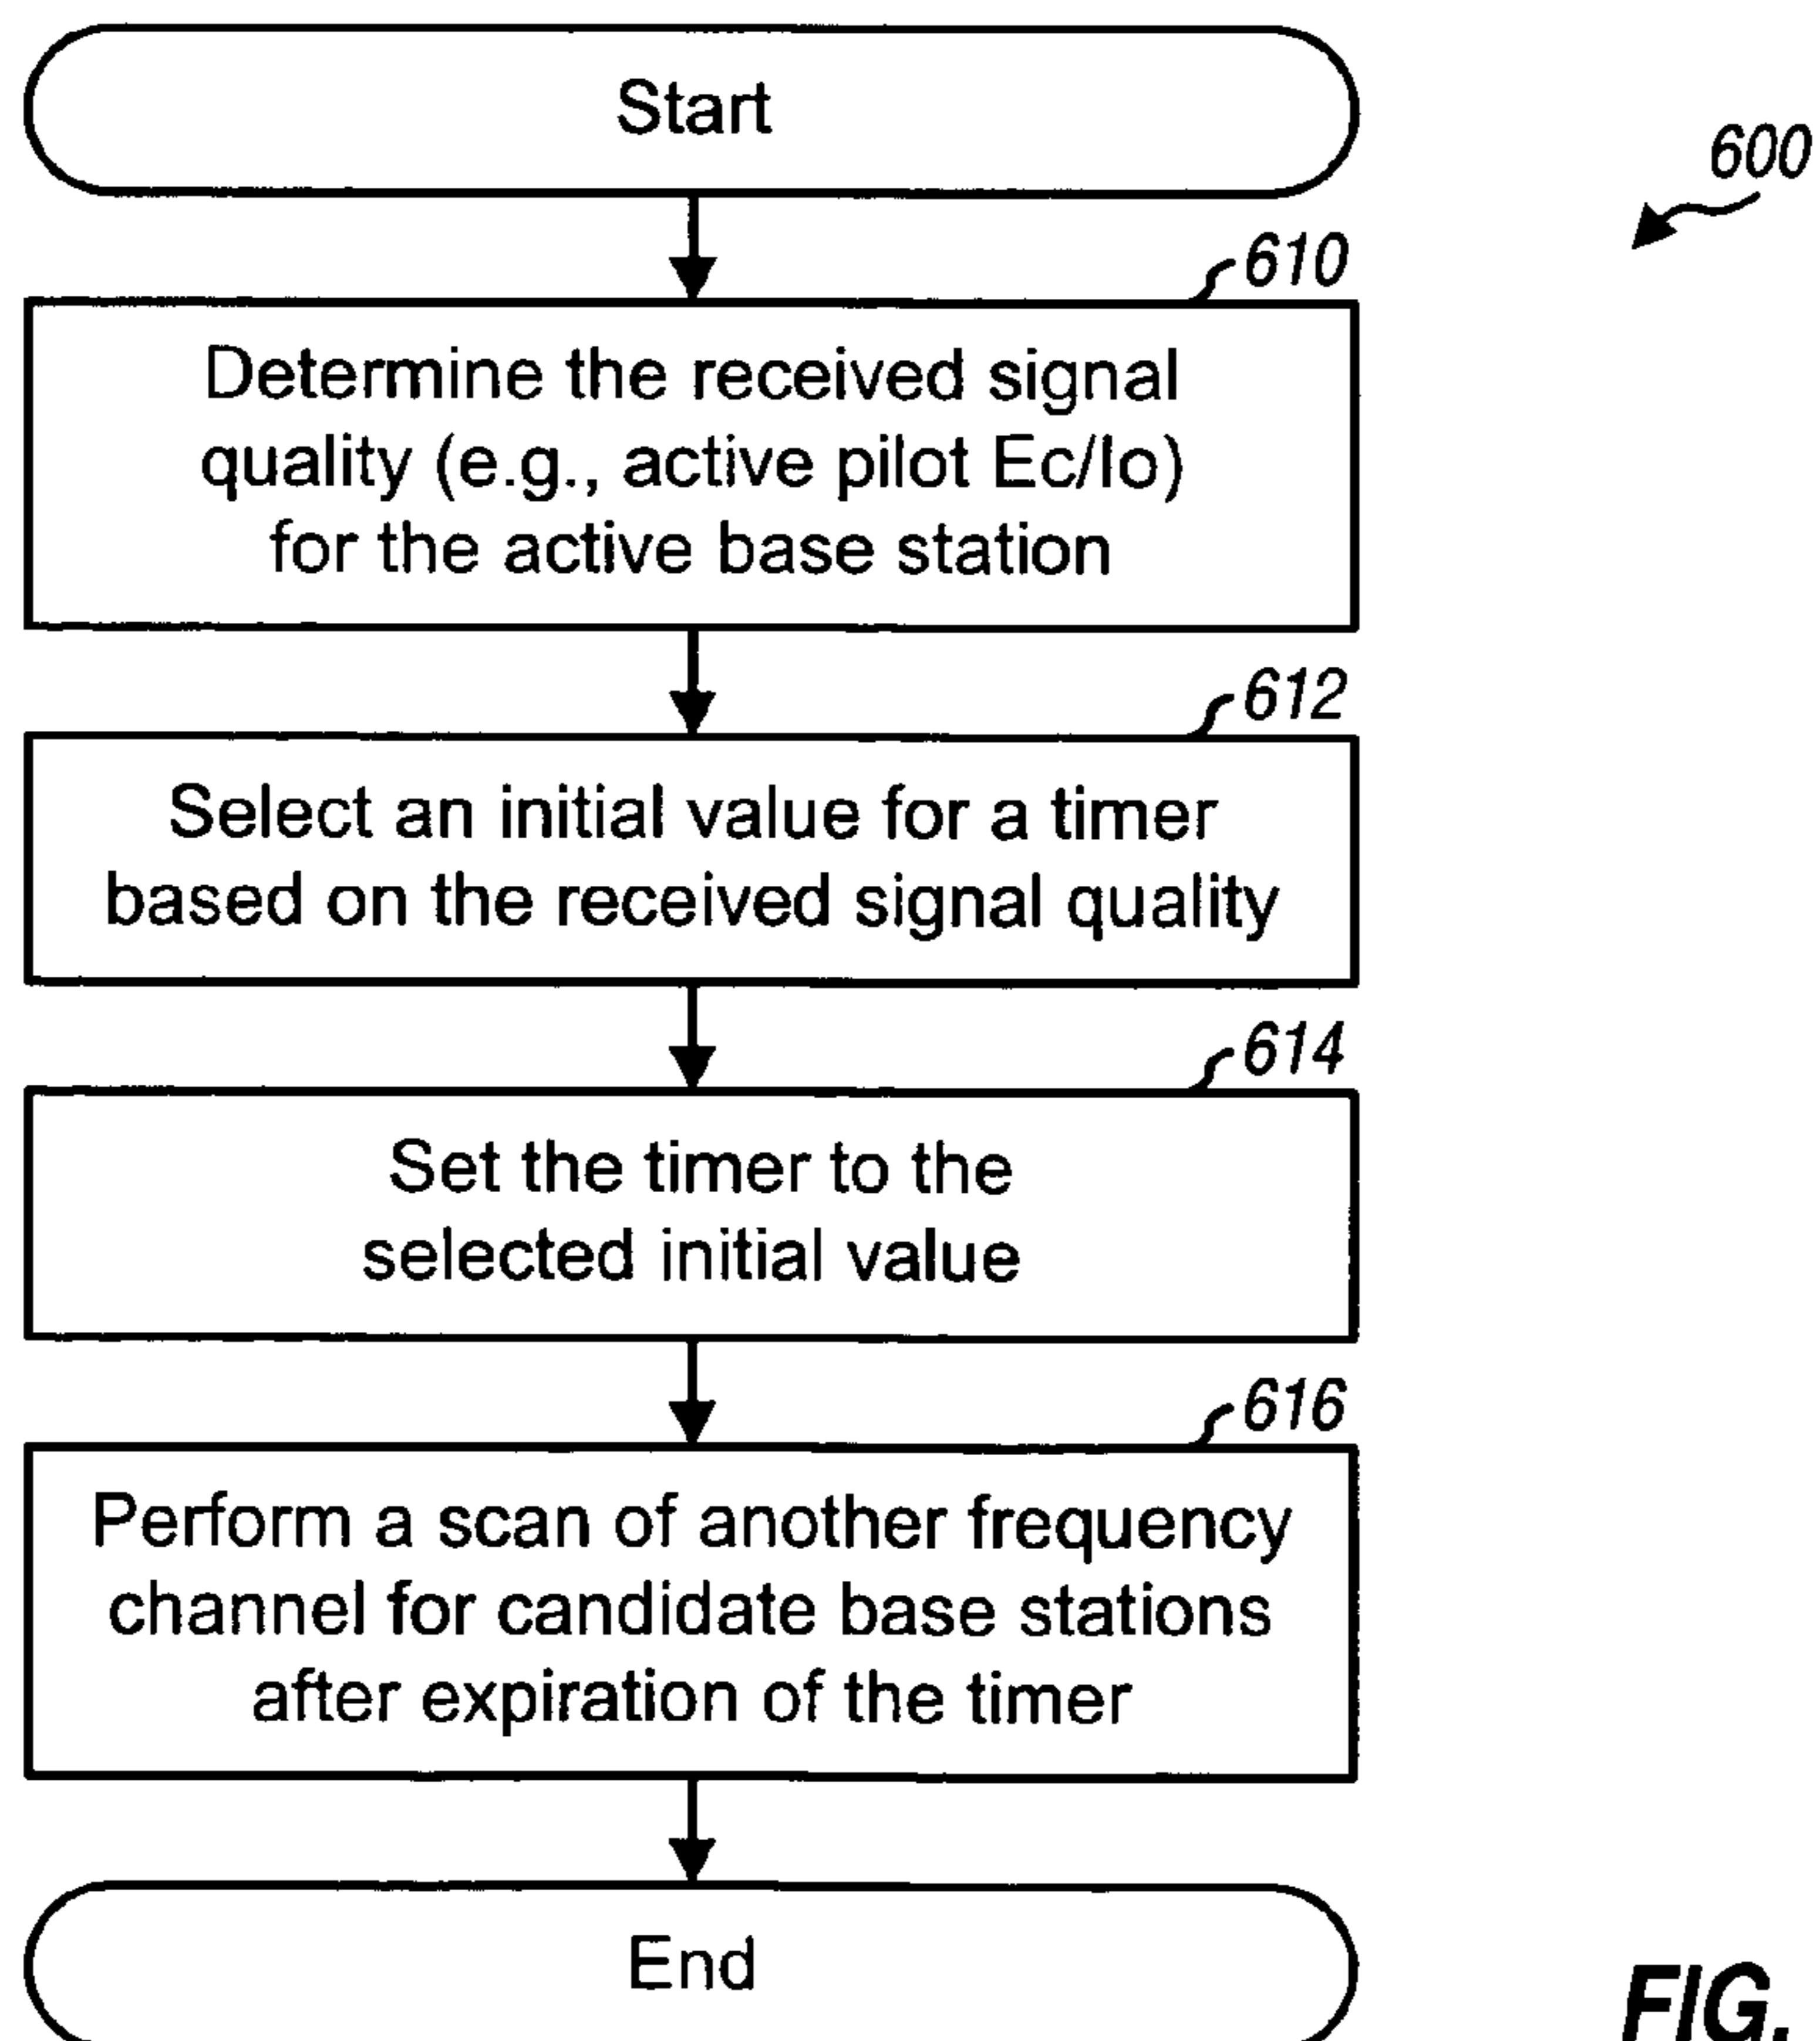 Start
600
610
Determine the received signal
quality (e.g., active pilot Ec/Io)
for the active base station
612
Select an initial value for a timer
based on the received signal quality
614
Set the timer to the
selected initial value
616
Perform a scan of another frequency
channel for candidate base stations
after expiration of the timer
End
FIG.